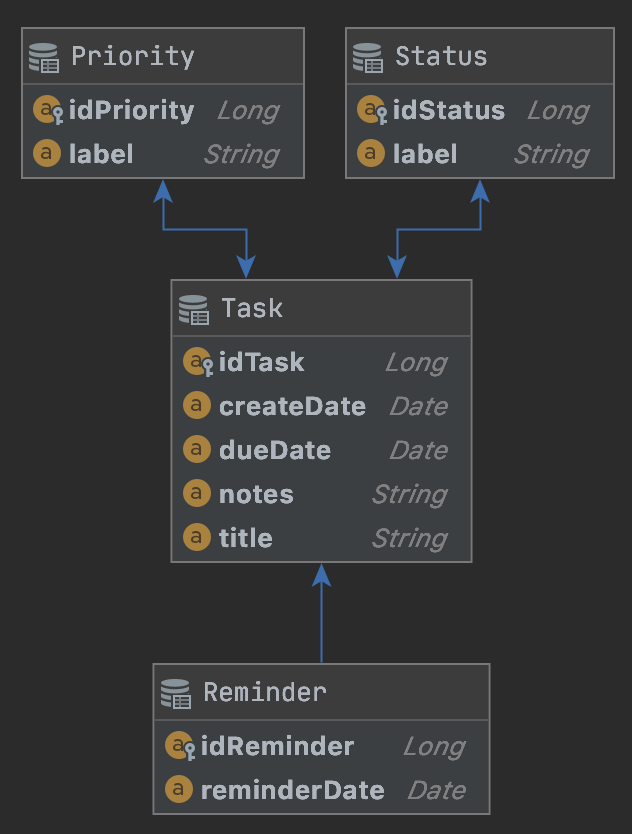 Priority
idPriority Long
label String
Status
idStatus Long
label String
Task
idTask Long
createDate Date
dueDate Date
notes String
title String
Reminder
idReminder Long
reminderDate Date